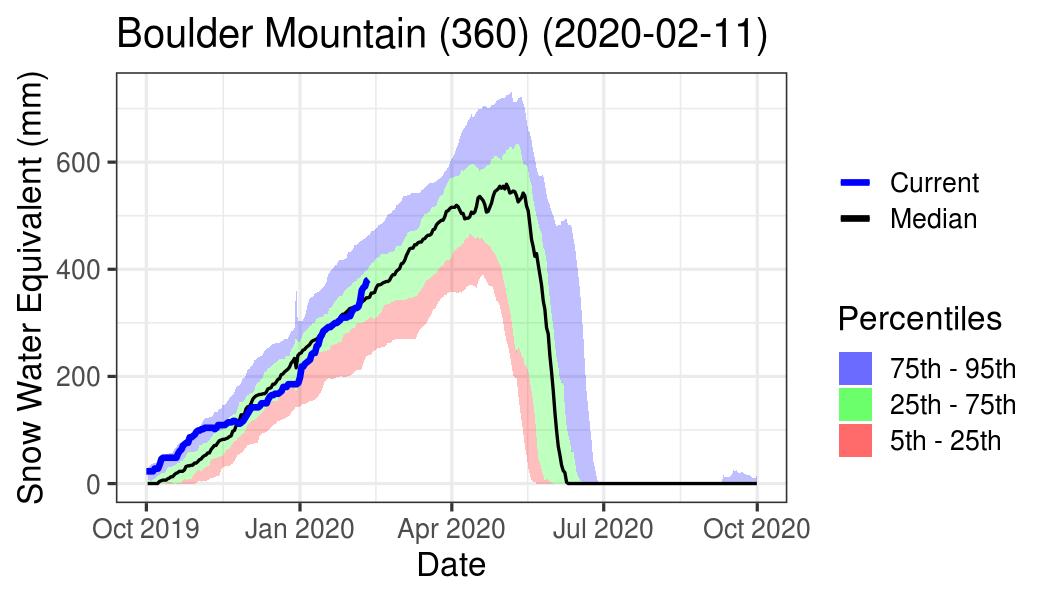 Boulder Mountain (360) (2020-02-11)
Snow Water Equivalent (mm)
600
400
200
0
Oct 2019
Jan 2020
Apr 2020
Jul 2020
Oct 2020
Date
Current
Median
Percentiles
75th - 95th
25th - 75th
5th - 25th